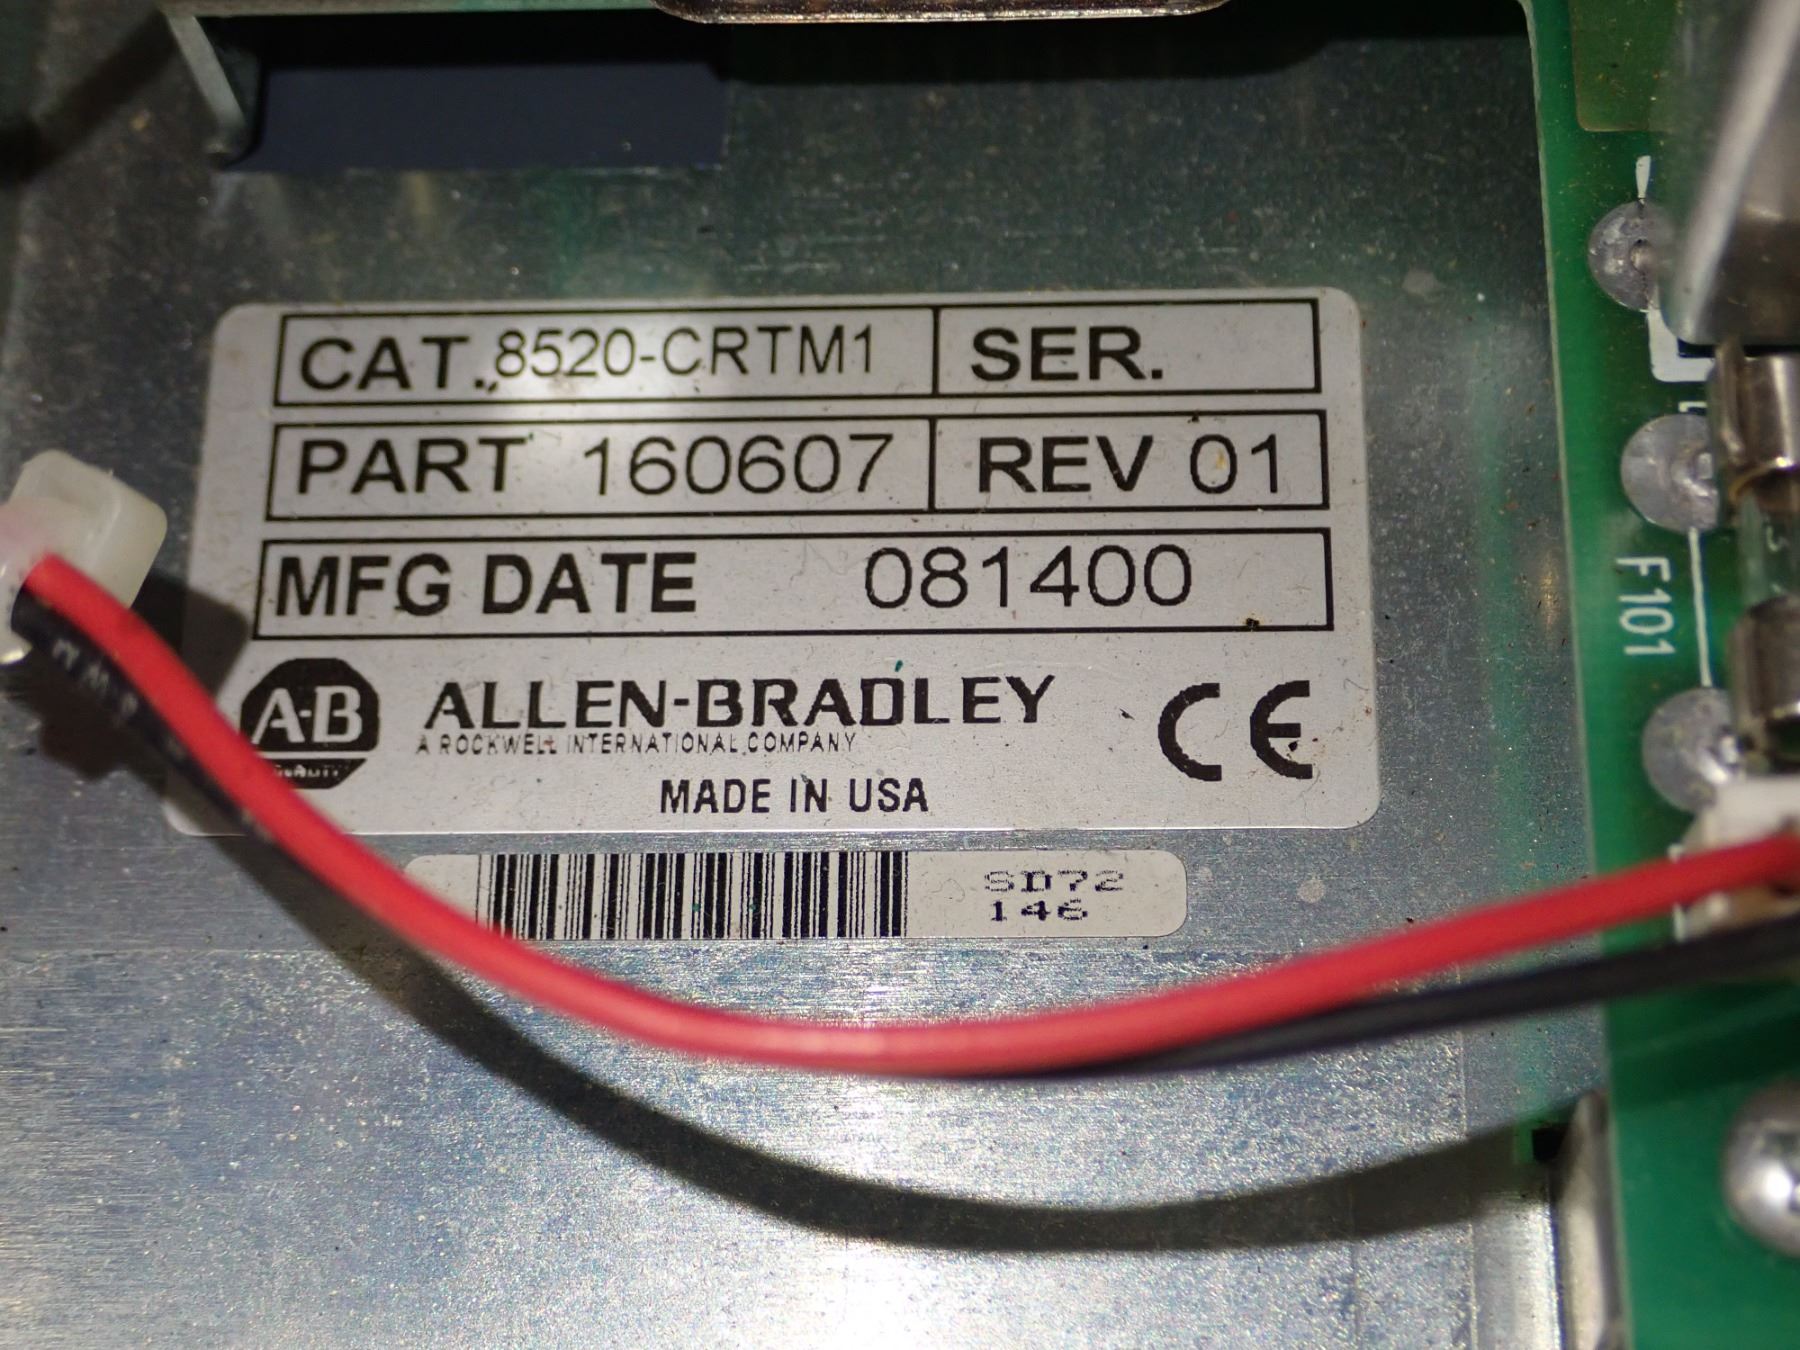 CAT. 8520-CRTM1 SER.
PART 160607 REV 01
MFG DATE 081400
A-B
ALLEN-BRADLEY
A ROCKWELL INTERNATIONAL COMPANY
CE
MADE IN USA
SD72
146
F101